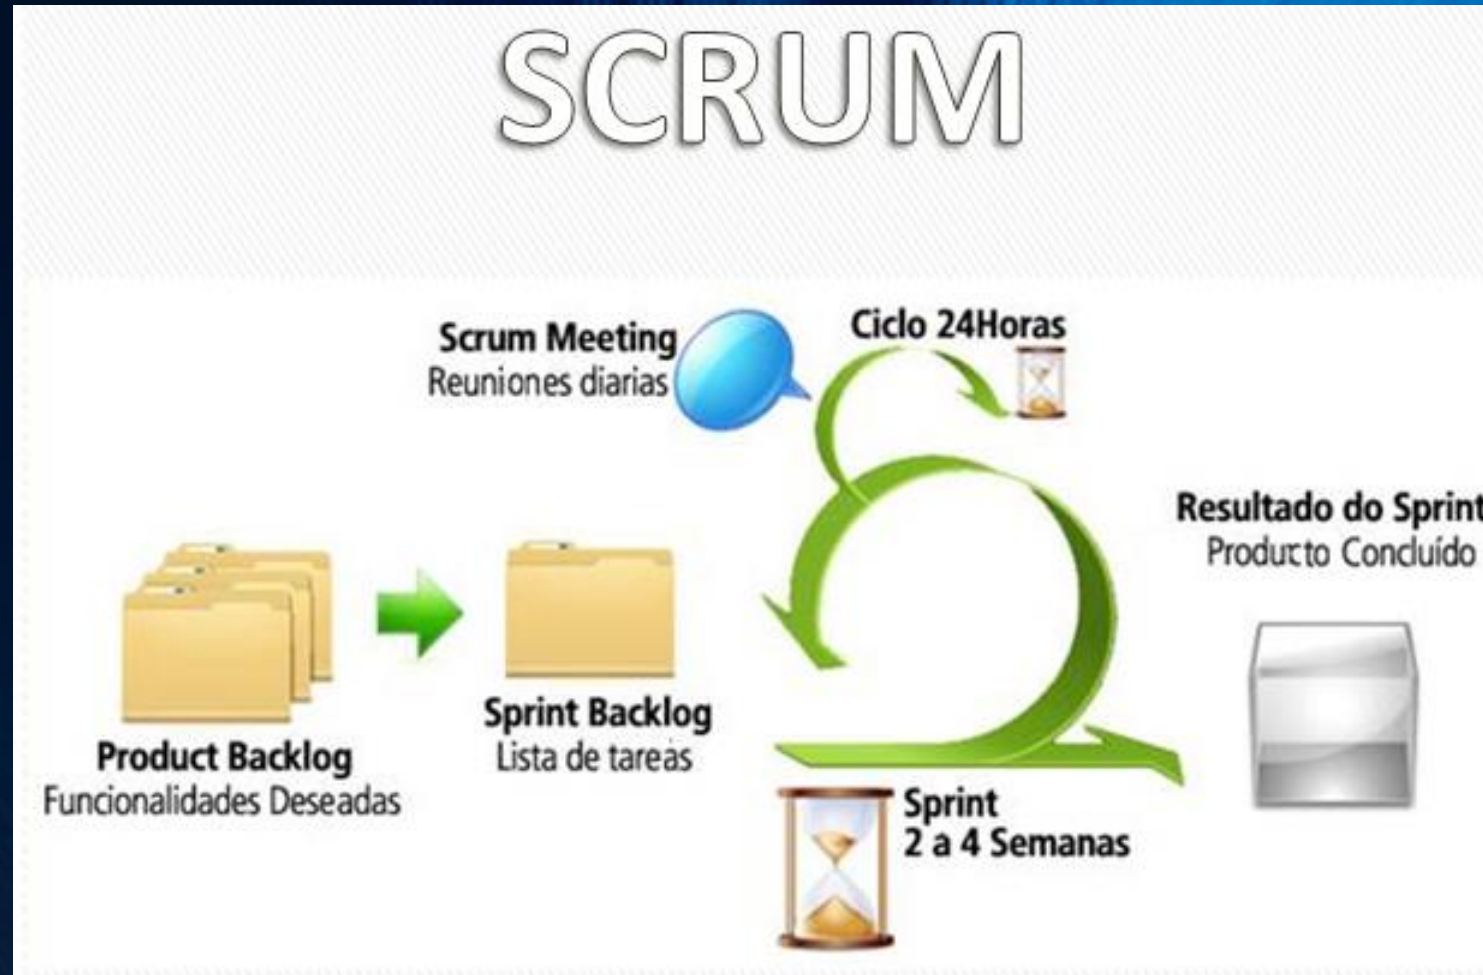 SCRUM
Scrum Meeting
Reuniones diarias
Ciclo 24Horas
Resultado do Sprint
Producto Concluído
Product Backlog
Funcionalidades Deseadas
Sprint Backlog
Lista de tareas
Sprint
2 a 4 Semanas